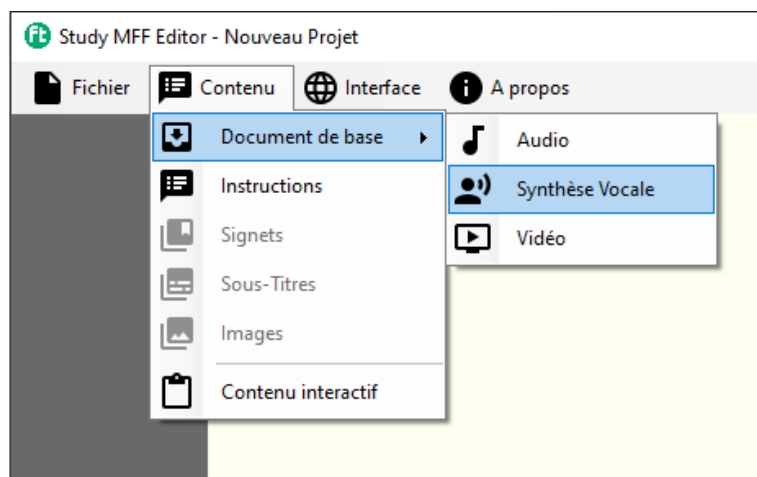 Study MFF Editor - Nouveau Projet
Fichier Contenu Interface A propos
Document de base
Instructions
Signets
Sous-Titres
Images
Contenu interactif
Audio
Synthèse Vocale
Vidéo